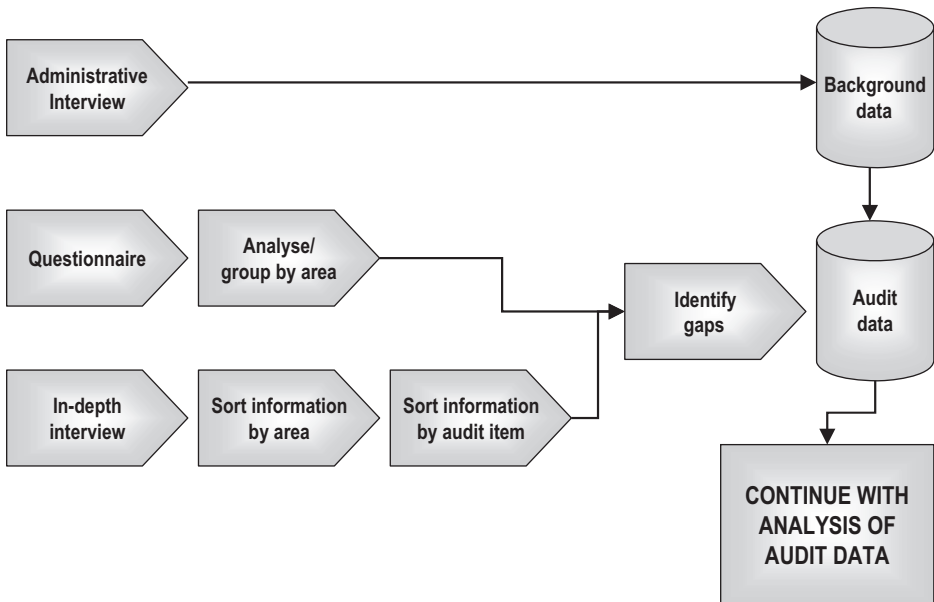 Administrative
Interview
Background
data
Questionnaire
Analyse/
group by area
Identify
gaps
Audit
data
In-depth
interview
Sort information
by area
Sort information
by audit item
CONTINUE WITH
ANALYSIS OF
AUDIT DATA